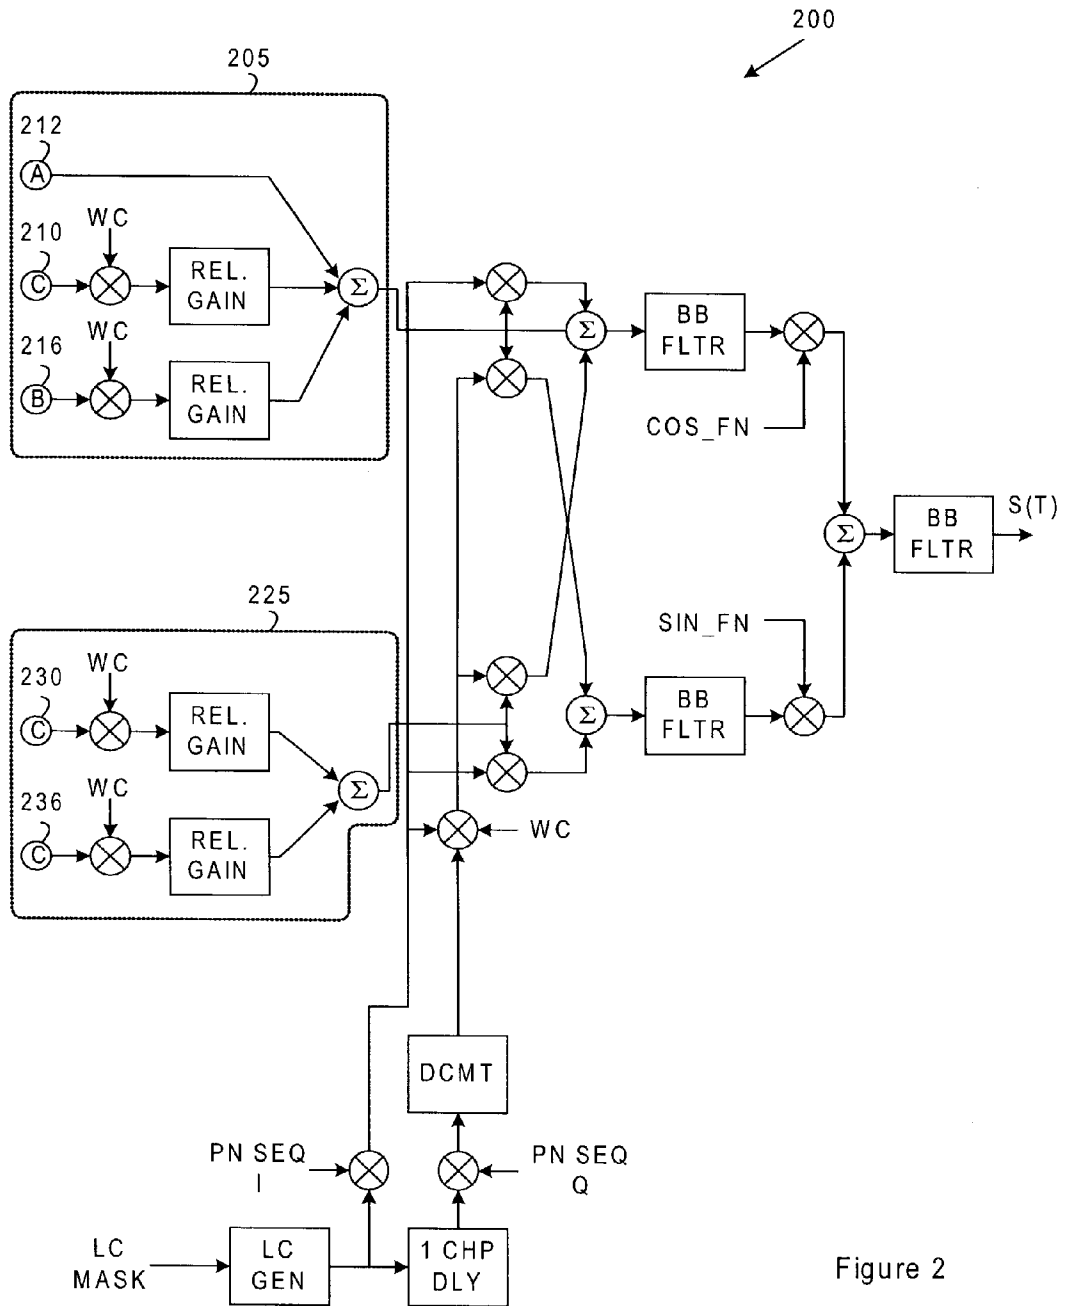 200
205
212
A
WC
210
C
REL.
GAIN
Σ
WC
216
B
REL.
GAIN
Σ
BB
FLTR
COS_FN
S(T)
Σ
BB
FLTR
225
SIN_FN
WC
230
C
REL.
GAIN
Σ
BB
FLTR
WC
236
C
REL.
GAIN
Σ
WC
DCMT
PN SEQ
I
PN SEQ
Q
LC
MASK
LC
GEN
1 CHP
DLY
Figure 2